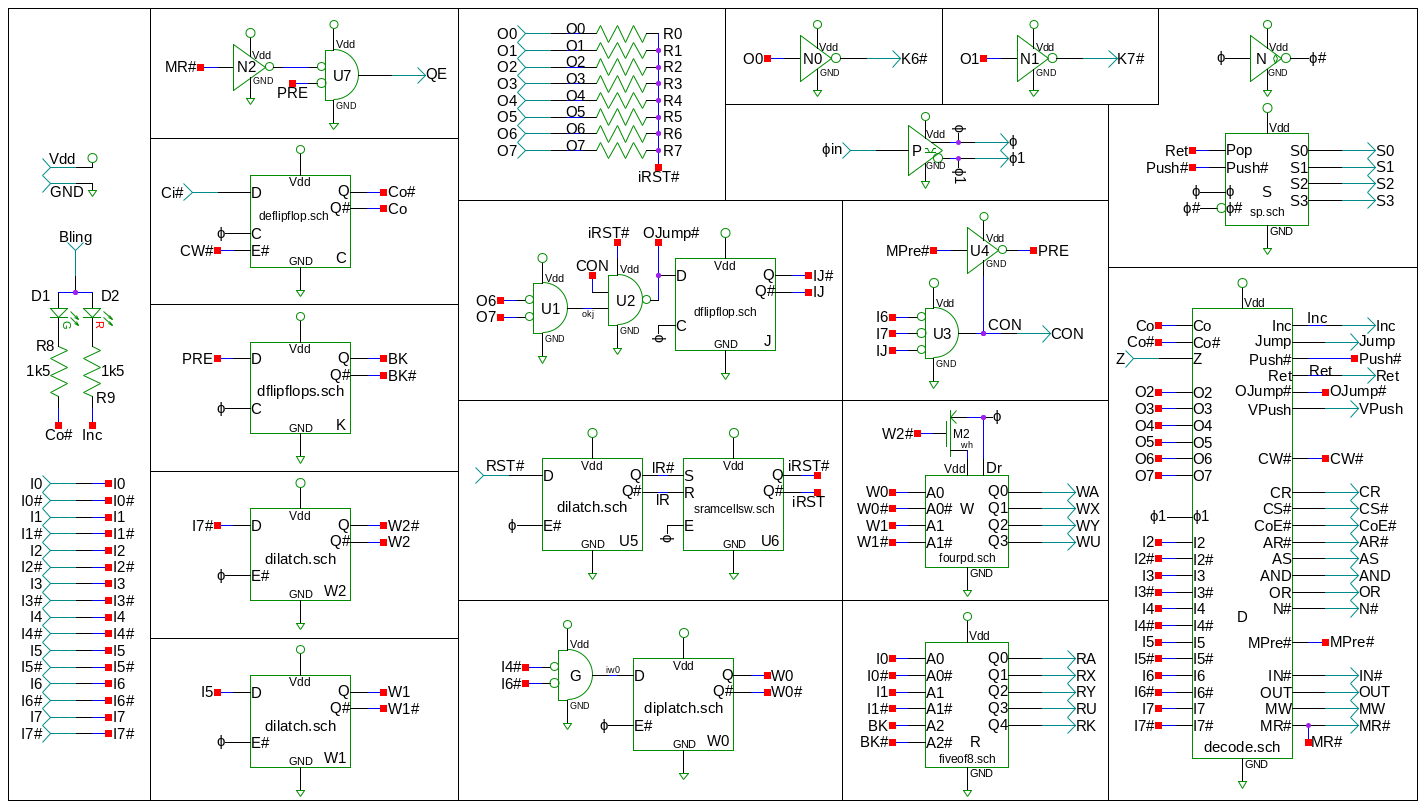 MR#
N2
Vdd
GND
PRE
U7
Vdd
GND
QE
O0 O0 R0
O1 O1 R1
O2 O2 R2
O3 O3 R3
O4 O4 R4
O5 O5 R5
O6 O6 R6
O7 O7 R7
iRST#
O0 N0 Vdd GND K6#
O1 N1 Vdd GND K7#
ϕ N ϕ#
ϕin P Vdd GND ϕ ϕ
ϕ1 ϕ1
Vdd
Ret Pop S0 S0
Push# Push# S1 S1
ϕ ϕ S S2 S2
ϕ# ϕ# sp.sch S3 S3
GND
Vdd
GND
Bling
D1 D2
G R
R8
1k5 1k5
R9
Co# Inc
I0 I0
I0# I0#
I1 I1
I1# I1#
I2 I2
I2# I2#
I3 I3
I3# I3#
I4 I4
I4# I4#
I5 I5
I5# I5#
I6 I6
I6# I6#
I7 I7
I7# I7#
Vdd
Ci# D Q Co#
deflipflop.sch Q# Co
ϕ C
CW# E#
GND C
Vdd
PRE D Q BK
Q# BK#
dflipflops.sch
ϕ C
GND K
Vdd
I7# D Q W2#
Q# W2
dilatch.sch
ϕ E#
GND W2
Vdd
I5 D Q W1
Q# W1#
dilatch.sch
ϕ E#
GND W1
iRST# OJump#
CON
O6
O7
U1 Vdd GND
okj
U2 Vdd GND
Vdd
D Q IJ#
Q# IJ
dflipflop.sch
ϕ C
GND J
MPre# U4 Vdd GND PRE
I6
I7
IJ
U3 Vdd GND
CON CON
RST# D Vdd Q IR#
Q# IR
dilatch.sch
ϕ E#
GND U5
S Vdd Q iRST#
R Q# iRST
sramcellsw.sch
ϕ E
GND U6
W2# M2 wh ϕ
Vdd Dr
W0 A0 Q0 WA
W0# A0# W Q1 WX
W1 A1 Q2 WY
W1# A1# Q3 WU
fourpd.sch
GND
I4#
I6#
G Vdd GND
iw0
Vdd
D Q W0
Q# W0#
diplatch.sch
ϕ E#
GND W0
Vdd
I0 A0 Q0 RA
I0# A0# Q1 RX
I1 A1 Q2 RY
I1# A1# Q3 RU
BK A2 Q4 RK
BK# A2# R
fiveof8.sch
GND
Vdd
Co Co Inc Inc Inc
Co# Co# Jump Jump
Z Z Push# Push#
Ret Ret Ret
O2 O2 OJump# OJump#
O3 O3 VPush VPush
O4 O4
O5 O5
O6 O6 CW# CW#
O7 O7
CR CR
CS# CS#
ϕ1 ϕ1 CoE# CoE#
I2 I2 AR# AR#
I2# I2# AS AS
I3 I3 AND AND
I3# I3# OR OR
I4 I4 N# N#
I4# I4# D
I5 I5 MPre# MPre#
I5# I5#
I6 I6 IN# IN#
I6# I6# OUT OUT
I7 I7 MW MW
I7# I7# MR# MR#
decode.sch MR#
GND